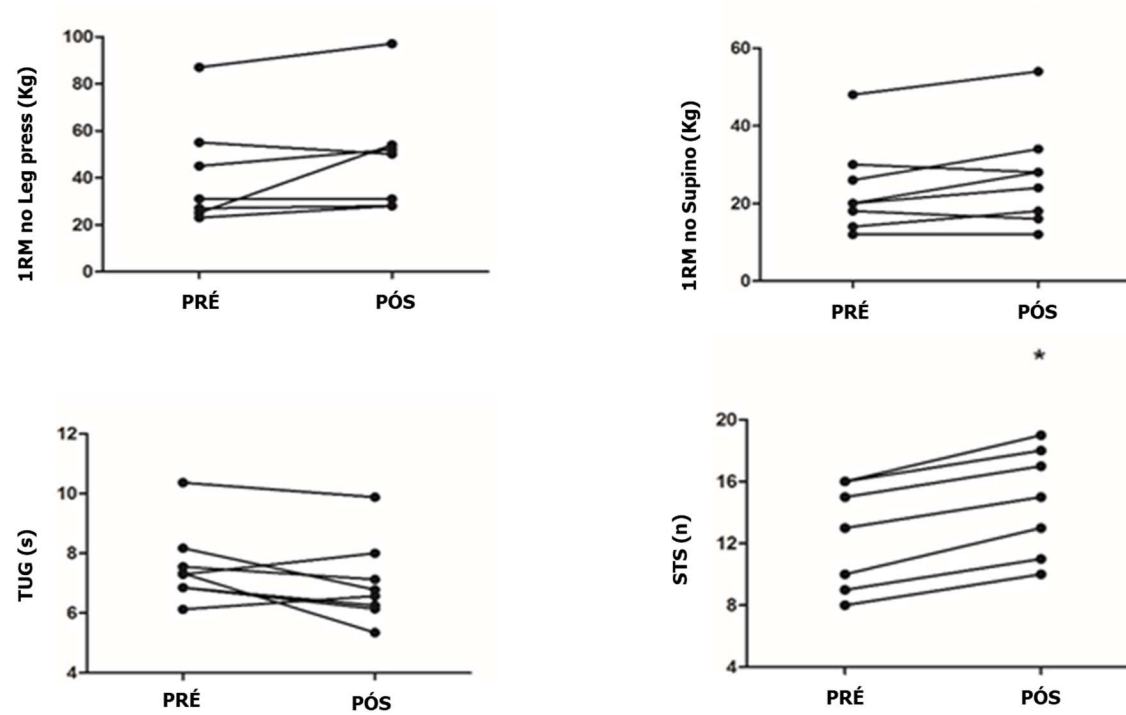 1RM no Leg press (Kg)
100
80
60
40
20
0
PRÉ
PÓS
1RM no Supino (Kg)
60
40
20
0
PRÉ
PÓS
TUG (s)
12
10
8
6
4
PRÉ
PÓS
*
STS (n)
20
16
12
8
4
PRÉ
PÓS